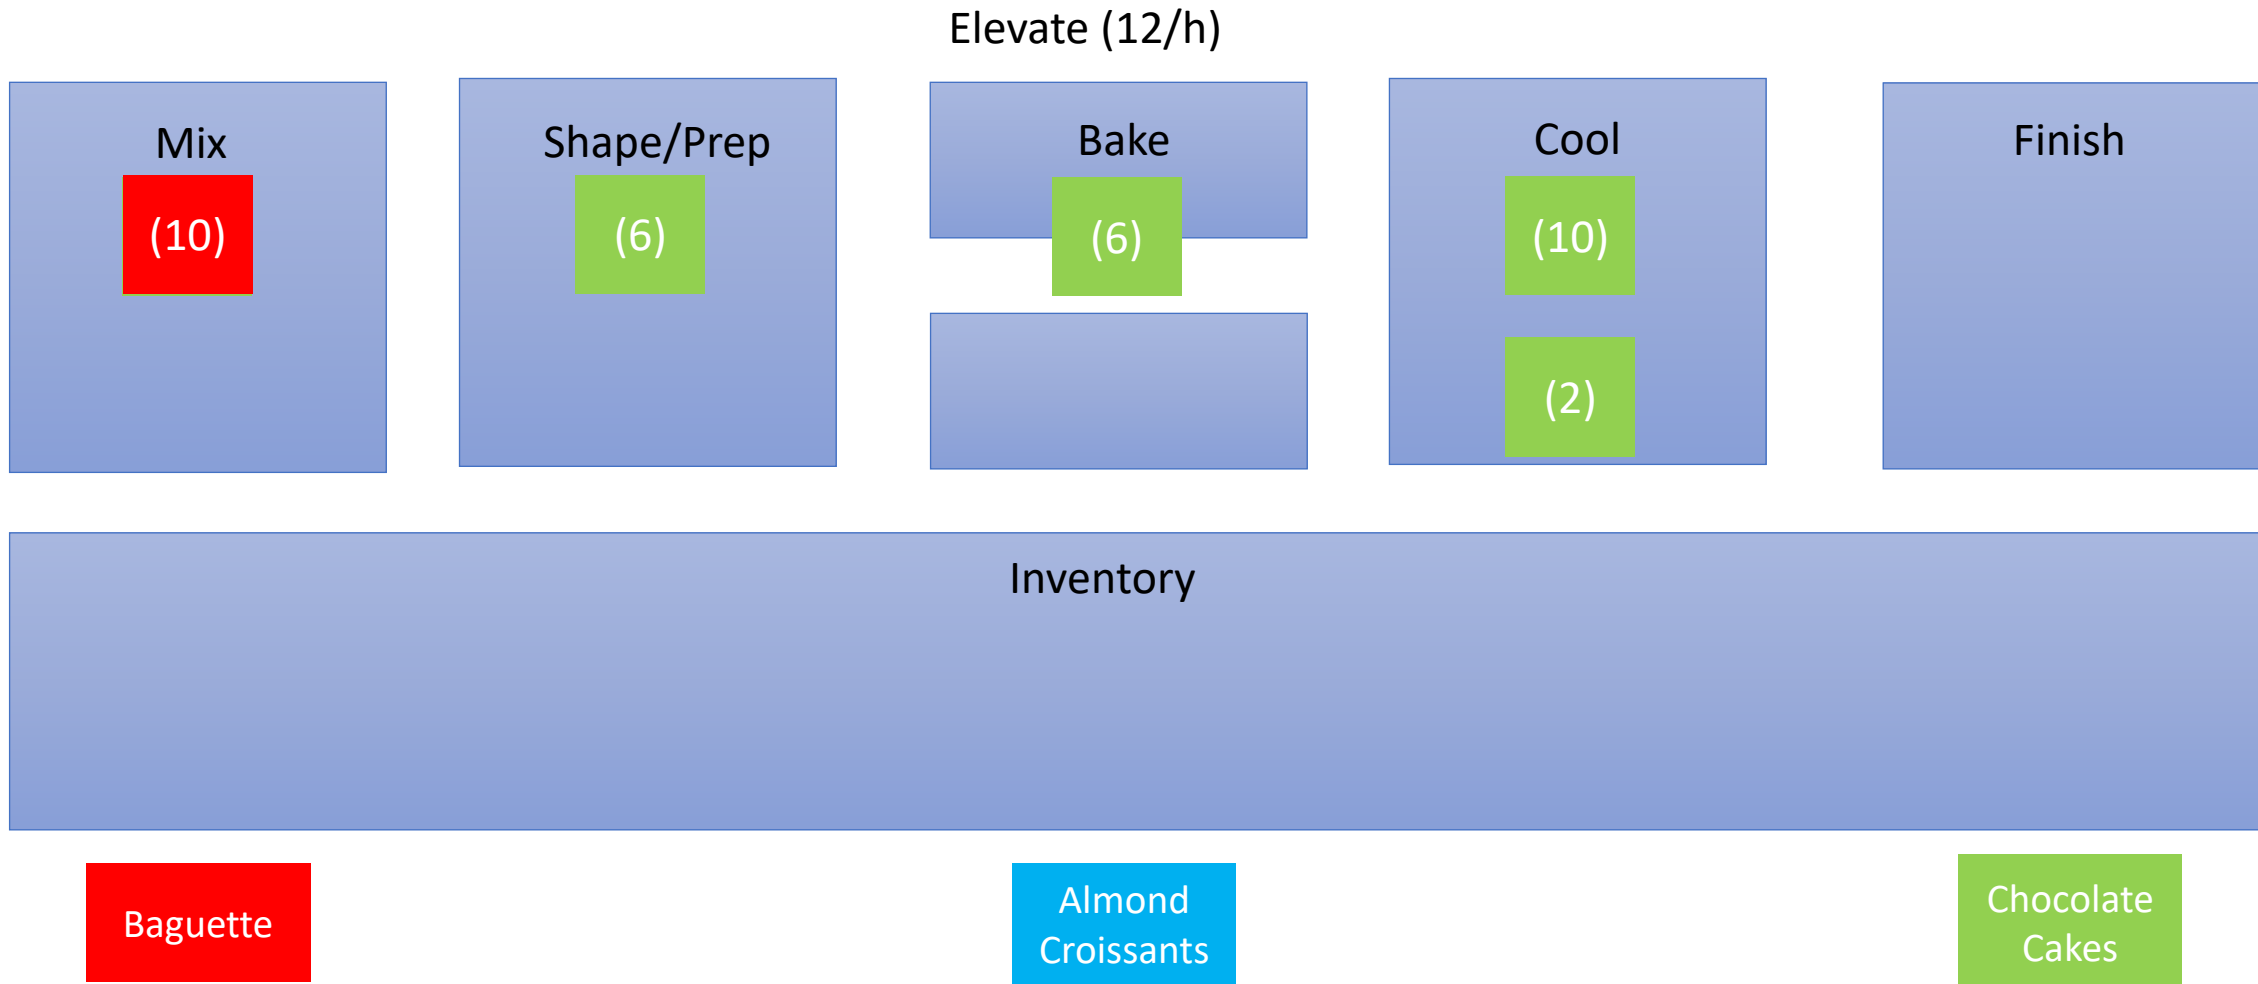 Elevate (12/h)
Mix
Shape/Prep
Bake
Cool
Finish
(10)
(6)
(6)
(10)
(2)
Inventory
Baguette
Almond
Croissants
Chocolate
Cakes